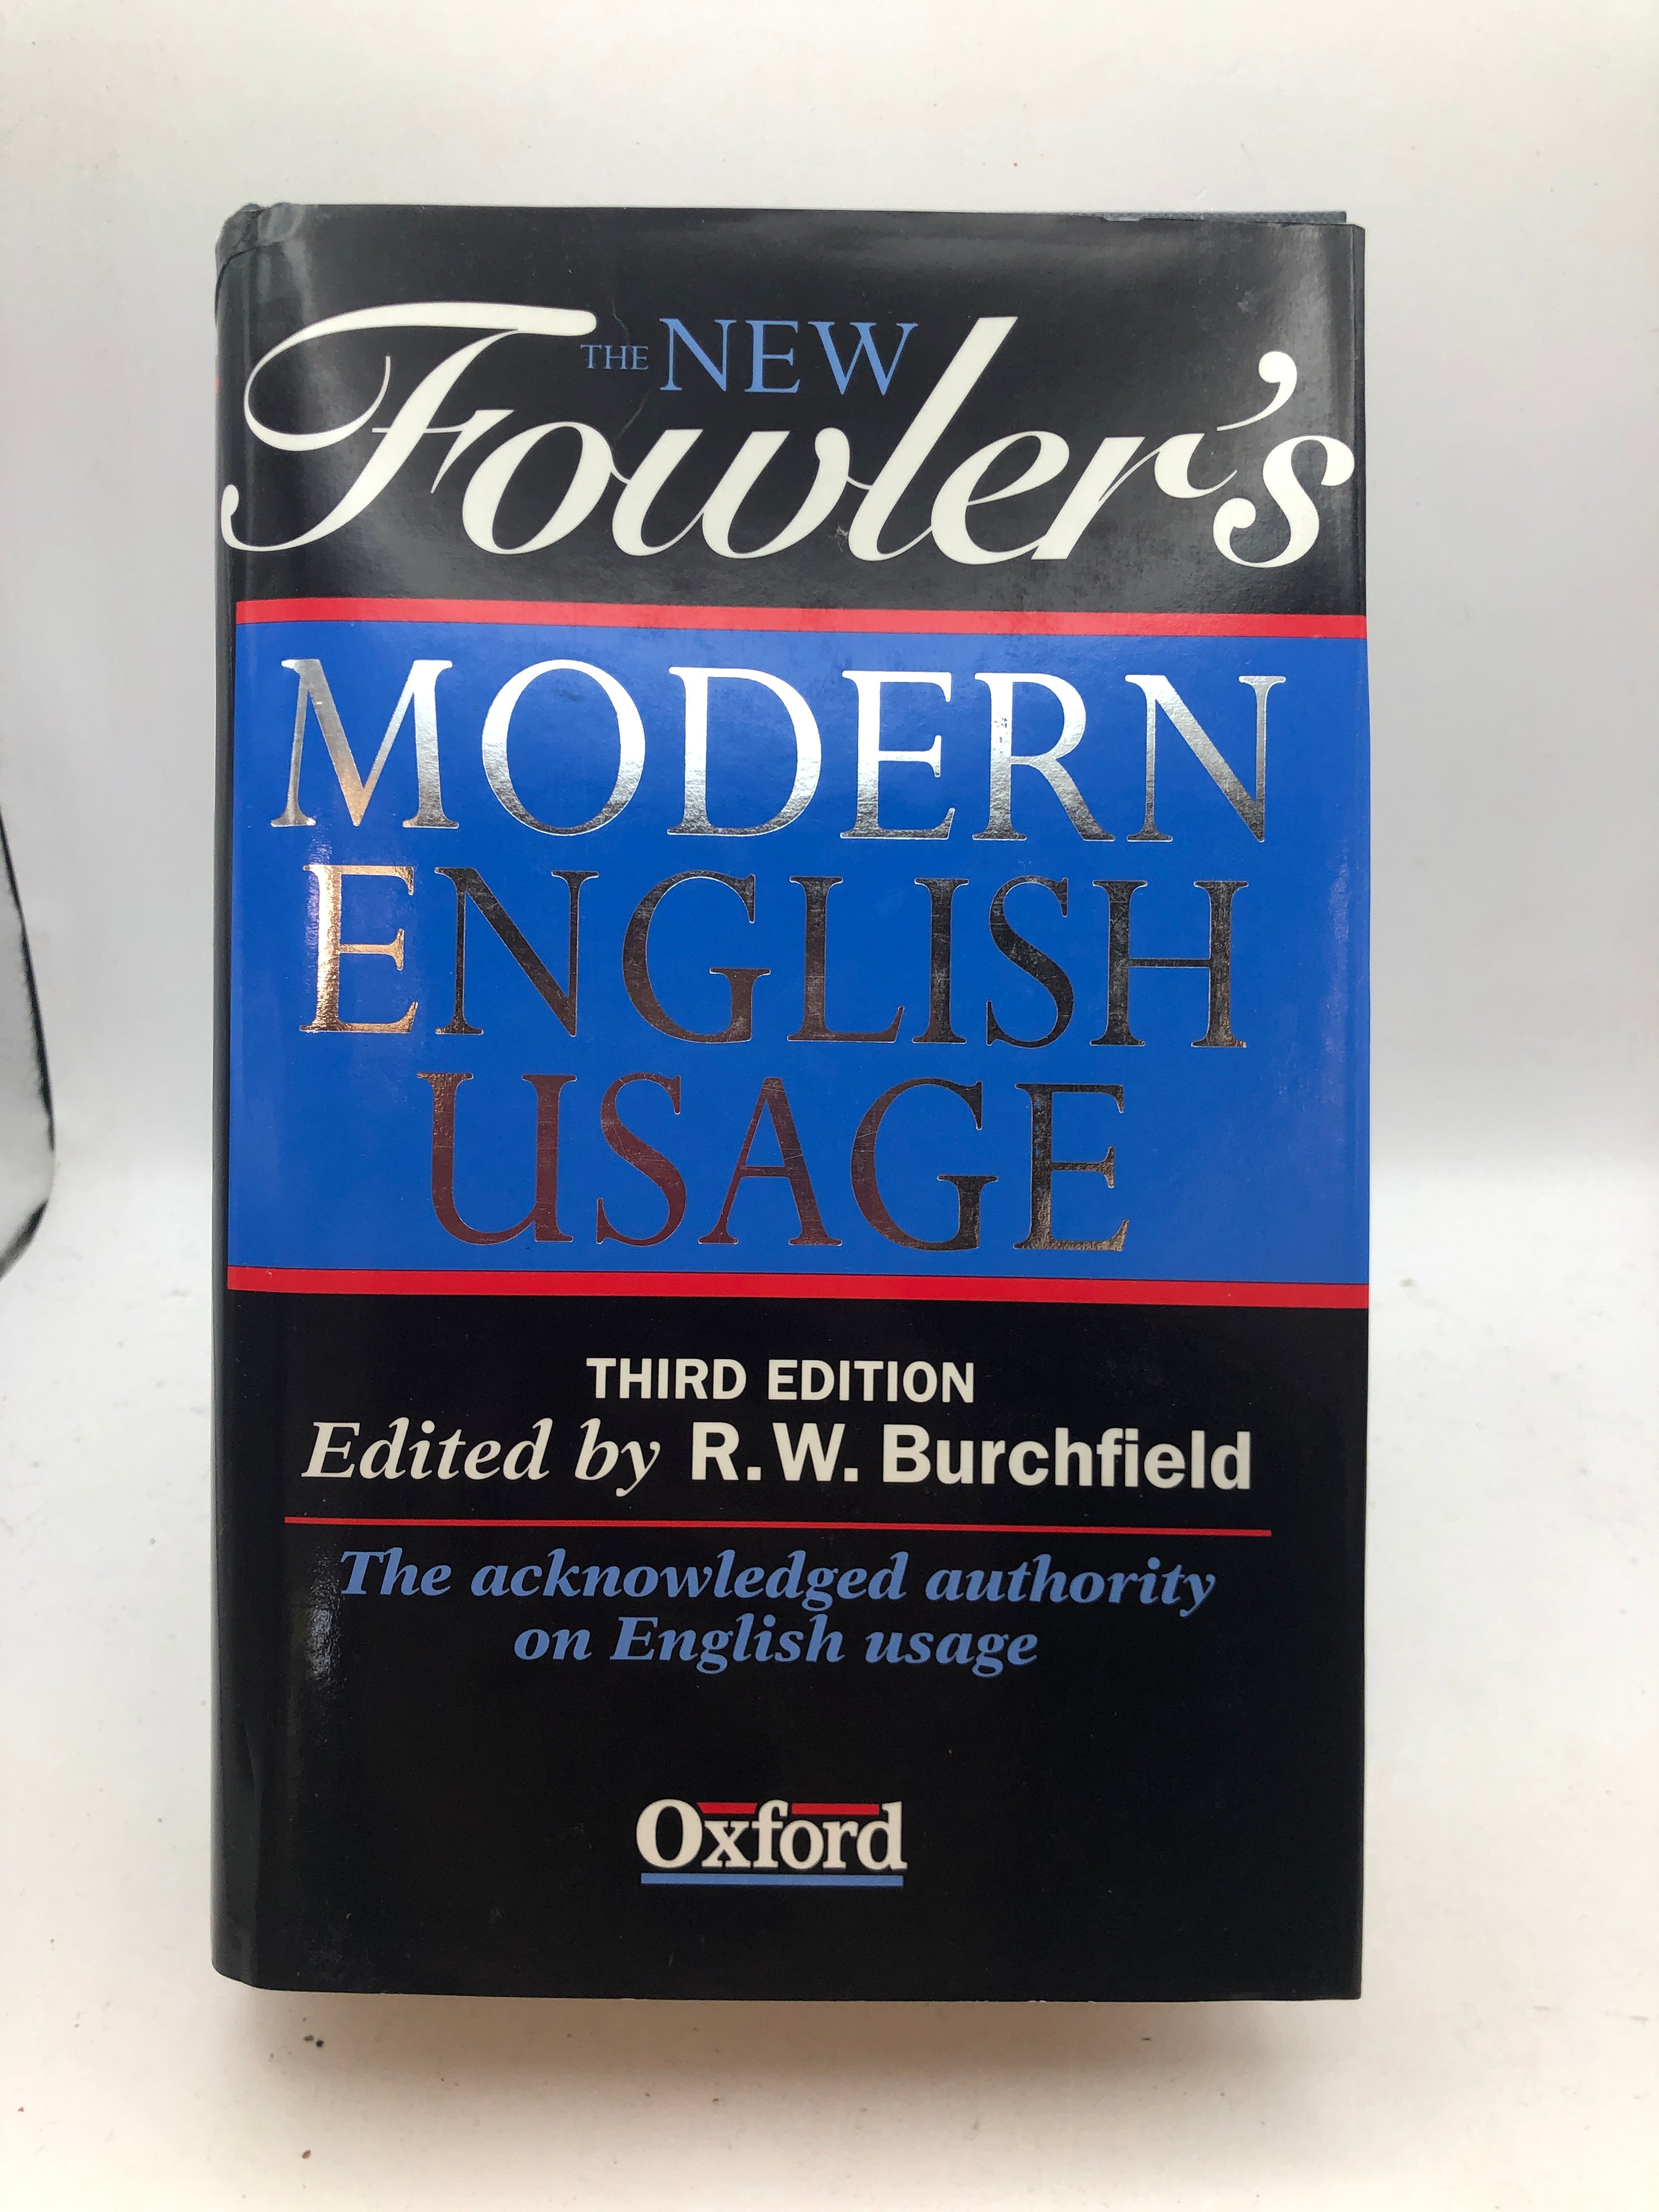 THE NEW
Fowler's
MODERN
ENGLISH
USAGE
THIRD EDITION
Edited by R.W. Burchfield
The acknowledged authority
on English usage
Oxford